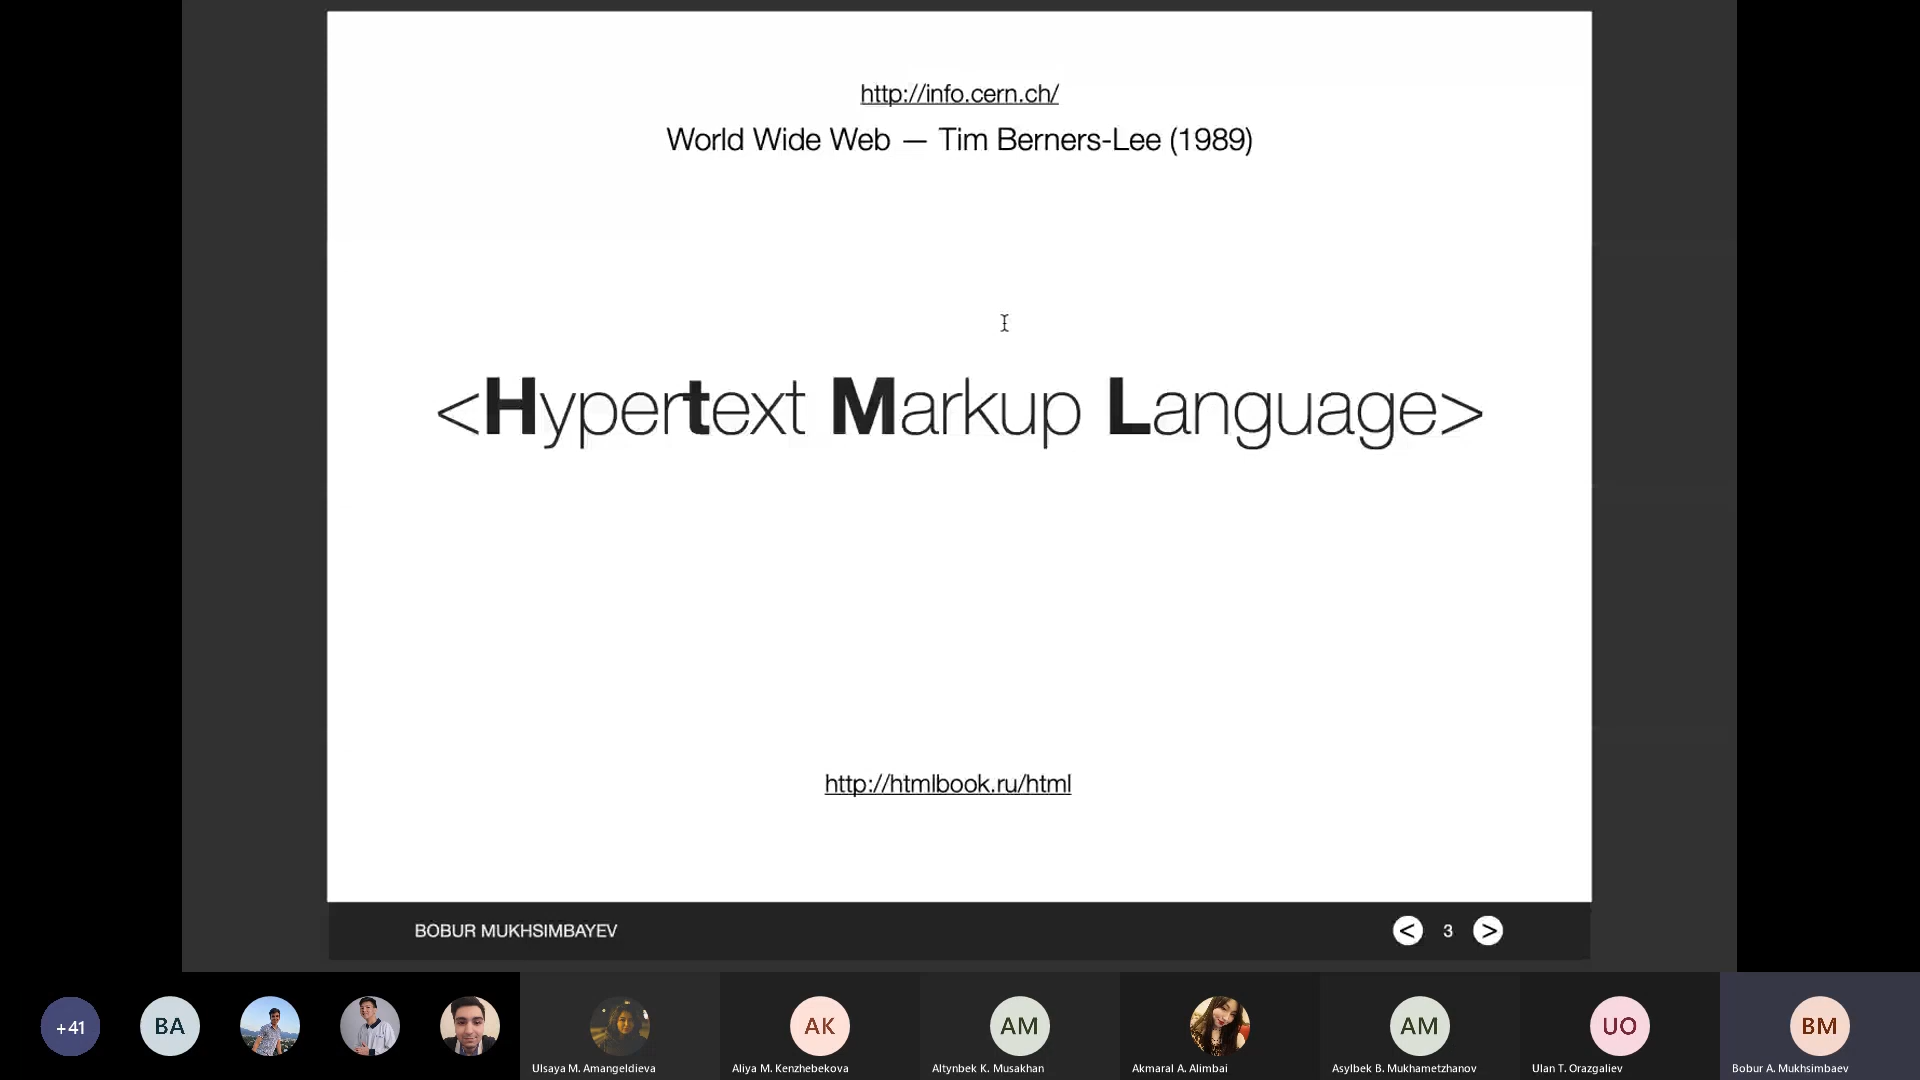 http://info.cern.ch/
World Wide Web — Tim Berners-Lee (1989)
<Hypertext Markup Language>
http://htmlbook.ru/html
BOBUR MUKHSIMBAYEV
< 3 >
+41
BA
AK
AM
AM
UO
BM
Ulsaya M. Amangeldieva
Aliya M. Kenzhebekova
Altynbek K. Musakhan
Akmaral A. Alimbai
Asylbek B. Mukhametzhanov
Ulan T. Orazgaliev
Bobur A. Mukhsimbaev